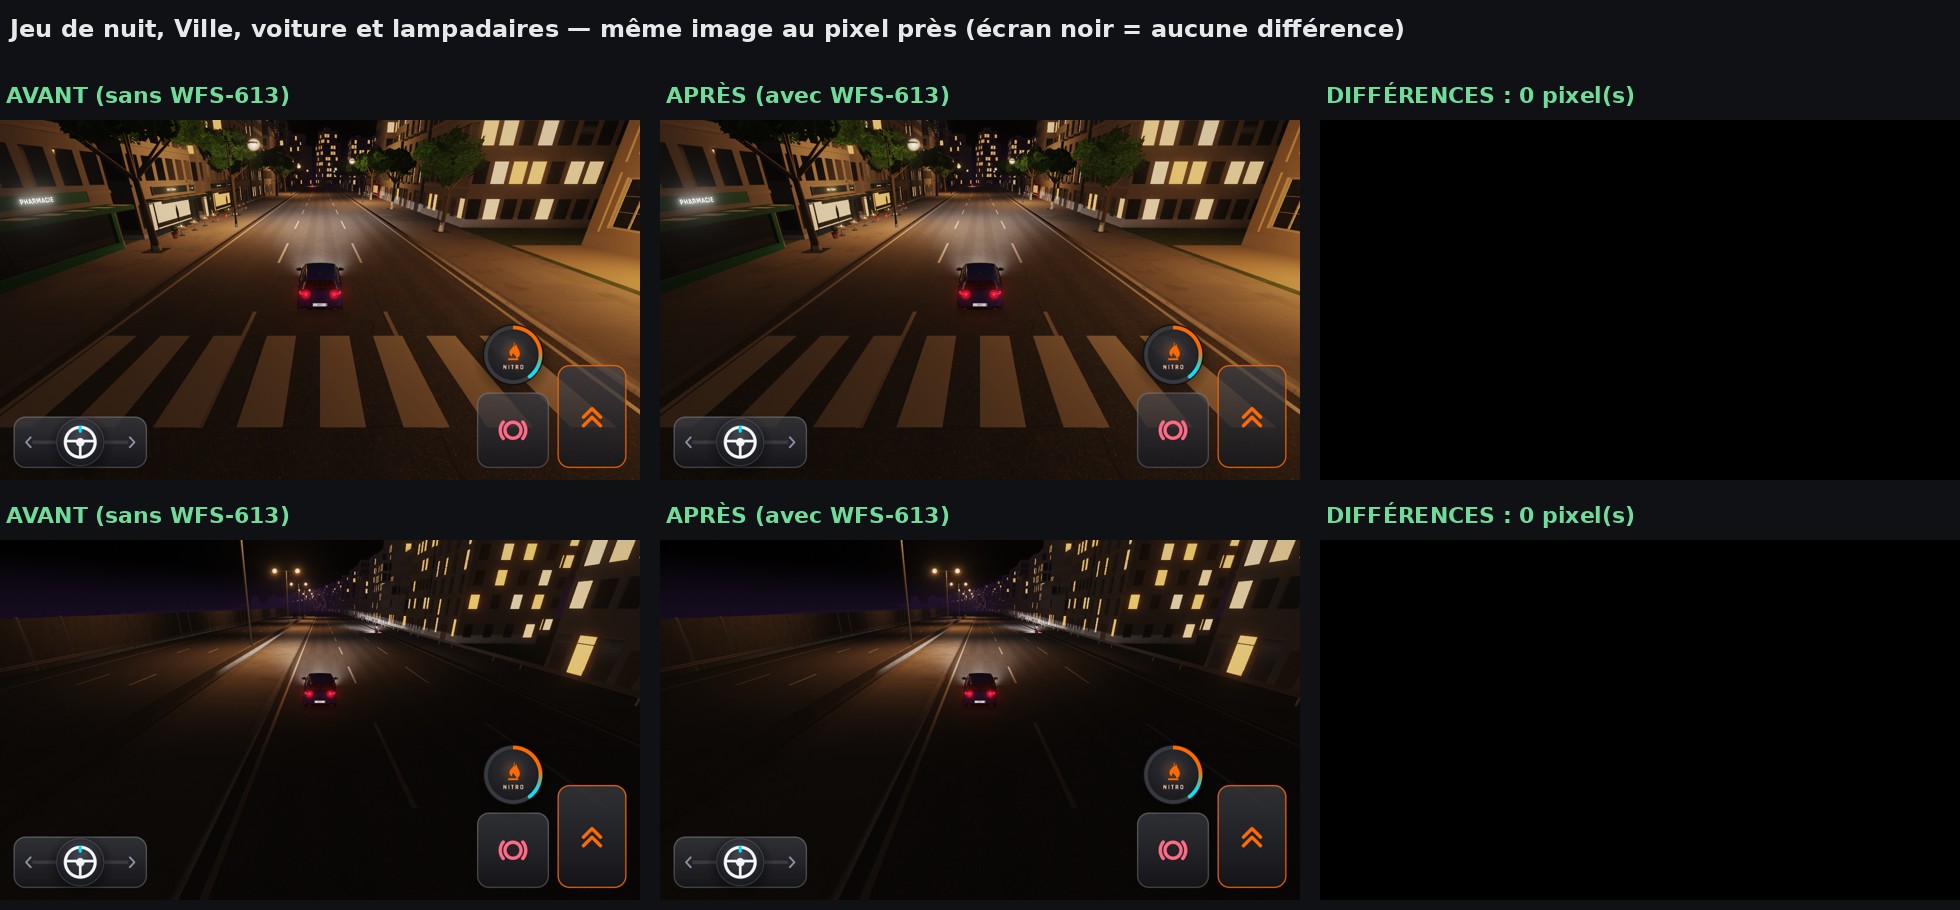 Jeu de nuit, Ville, voiture et lampadaires — même image au pixel près (écran noir = aucune différence)
AVANT (sans WFS-613)
APRÈS (avec WFS-613)
DIFFÉRENCES : 0 pixel(s)
PHARMACIE
NITRO
PHARMACIE
NITRO
AVANT (sans WFS-613)
APRÈS (avec WFS-613)
DIFFÉRENCES : 0 pixel(s)
NITRO
NITRO